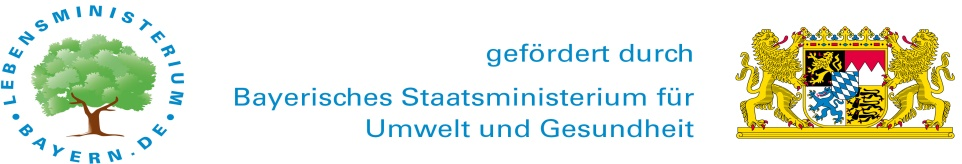 LEBENSMINISTERIUM
• BAYERN.DE •
gefördert durch
Bayerisches Staatsministerium für
Umwelt und Gesundheit